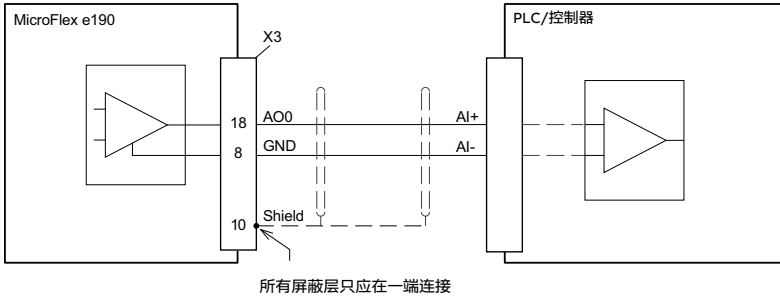 MicroFlex e190
PLC/控制器
X3
18 AO0 AI+
8 GND AI-
10 Shield
所有屏蔽层只应在一端连接